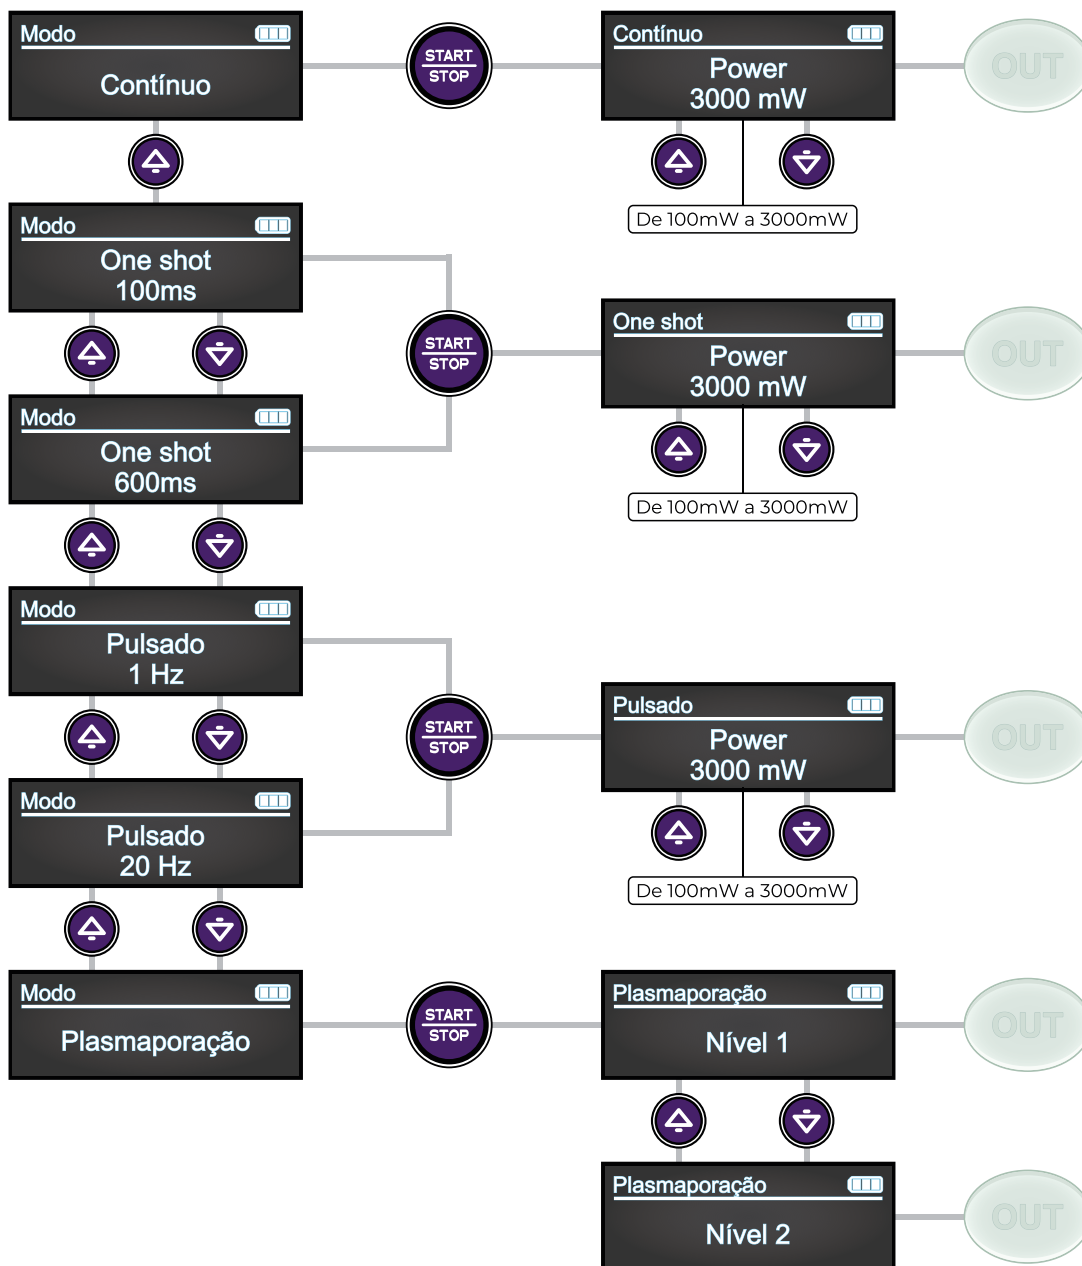 Modo
Contínuo
START
STOP
Contínuo
Power
3000 mW
OUT
De 100mW a 3000mW
Modo
One shot
100ms
START
STOP
One shot
Power
3000 mW
OUT
De 100mW a 3000mW
Modo
One shot
600ms
Modo
Pulsado
1 Hz
START
STOP
Pulsado
Power
3000 mW
OUT
De 100mW a 3000mW
Modo
Pulsado
20 Hz
Modo
Plasmaporação
START
STOP
Plasmaporação
Nível 1
OUT
Plasmaporação
Nível 2
OUT